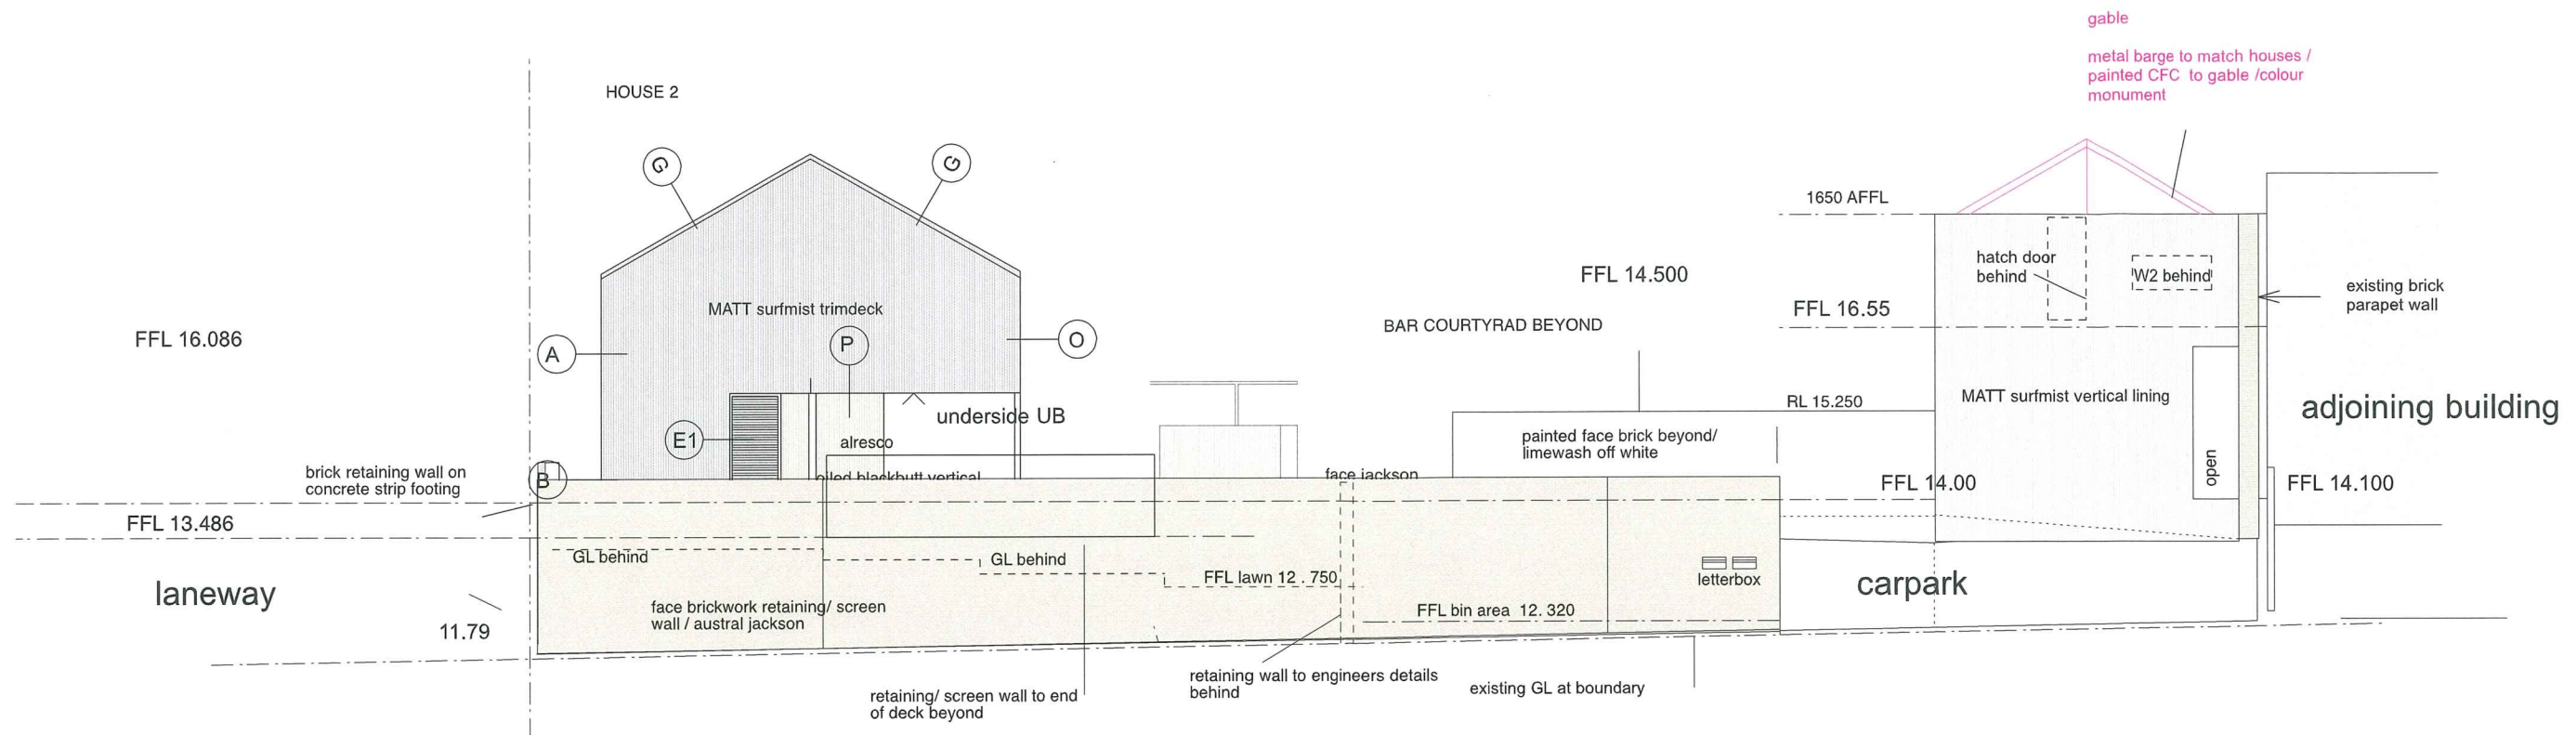 gable
metal barge to match houses /
painted CFC to gable /colour
monument
HOUSE 2
G
G
1650 AFFL
FFL 14.500
hatch door
behind
W2 behind
existing brick
parapet wall
MATT surfmist trimdeck
FFL 16.55
BAR COURTYRAD BEYOND
FFL 16.086
A
P
O
underside UB
RL 15.250
MATT surfmist vertical lining
adjoining building
E1
alresco
painted face brick beyond/
limewash off white
open
brick retaining wall on
concrete strip footing
B
oiled blackbutt vertical
face jackson
FFL 14.00
FFL 14.100
FFL 13.486
GL behind
GL behind
FFL lawn 12 . 750
letterbox
carpark
laneway
face brickwork retaining/ screen
wall / austral jackson
FFL bin area 12. 320
11.79
retaining/ screen wall to end
of deck beyond
retaining wall to engineers details
behind
existing GL at boundary